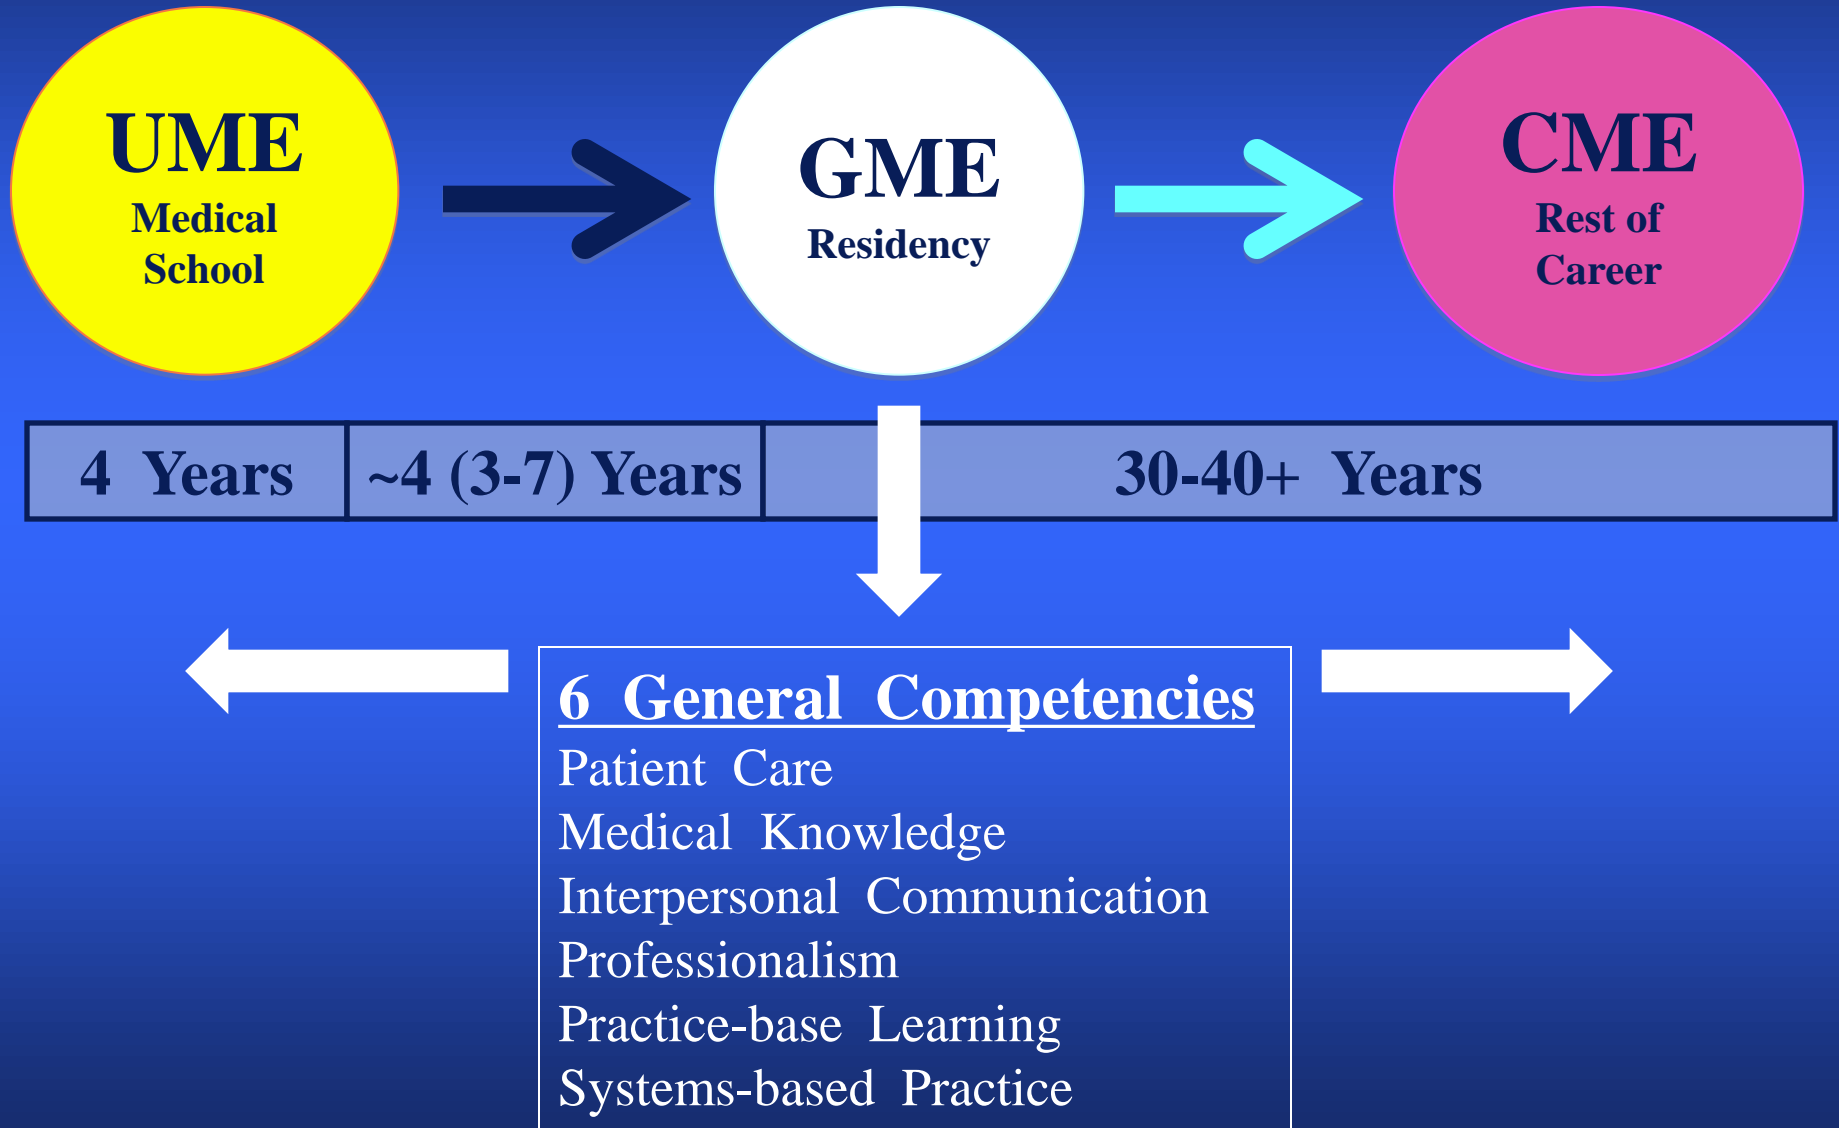 UME
Medical
School
GME
Residency
CME
Rest of
Career
4 Years
~4 (3-7) Years
30-40+ Years
6 General Competencies
Patient Care
Medical Knowledge
Interpersonal Communication
Professionalism
Practice-base Learning
Systems-based Practice